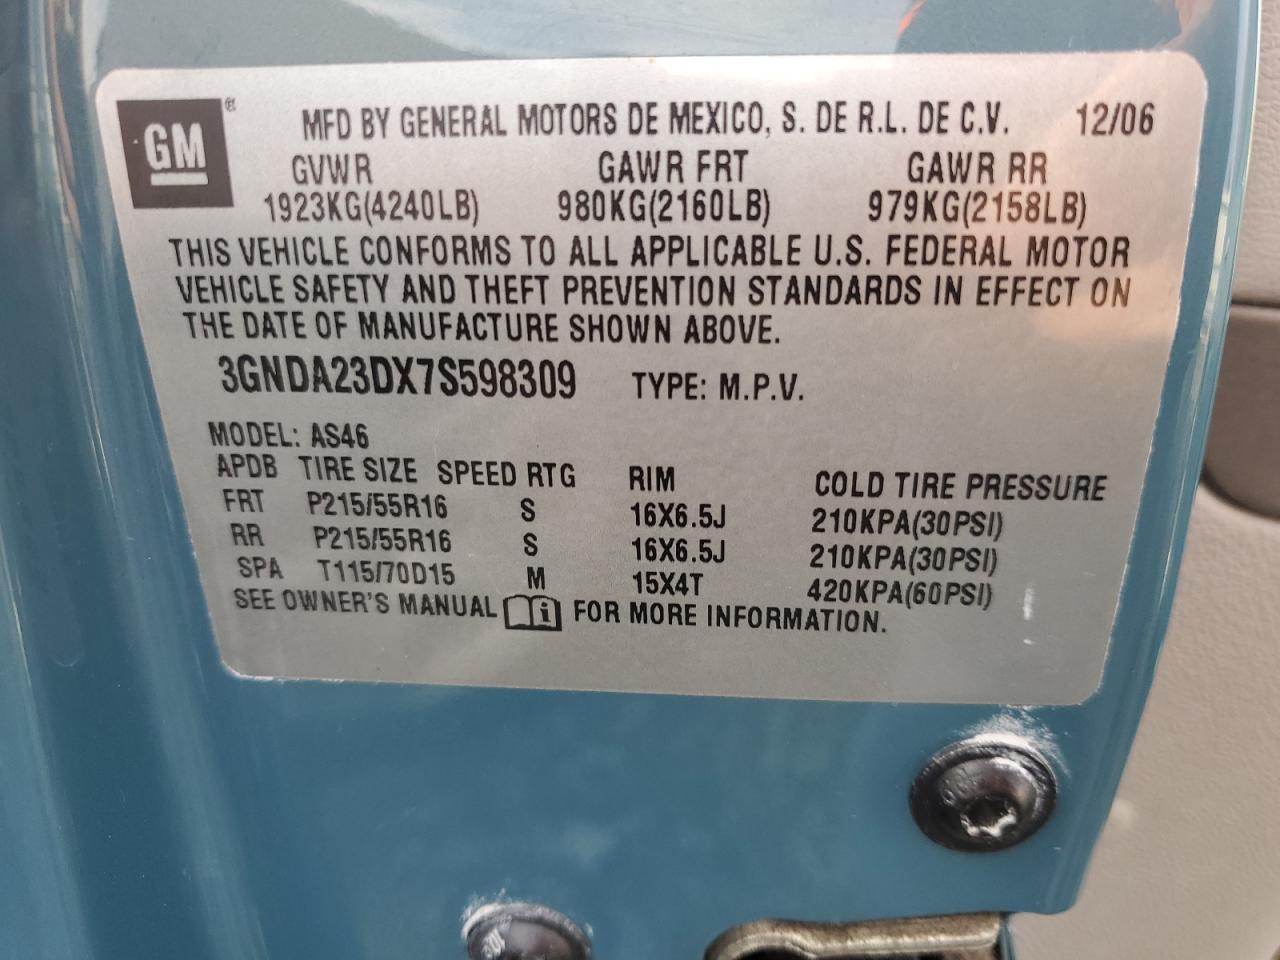 GM ®
MFD BY GENERAL MOTORS DE MEXICO, S. DE R.L. DE C.V. 12/06
GVWR GAWR FRT GAWR RR
1923KG(4240LB) 980KG(2160LB) 979KG(2158LB)
THIS VEHICLE CONFORMS TO ALL APPLICABLE U.S. FEDERAL MOTOR
VEHICLE SAFETY AND THEFT PREVENTION STANDARDS IN EFFECT ON
THE DATE OF MANUFACTURE SHOWN ABOVE.
3GNDA23DX7S598309 TYPE: M.P.V.
MODEL: AS46
APDB TIRE SIZE SPEED RTG RIM COLD TIRE PRESSURE
FRT P215/55R16 S 16X6.5J 210KPA(30PSI)
RR P215/55R16 S 16X6.5J 210KPA(30PSI)
SPA T115/70D15 M 15X4T 420KPA(60PSI)
SEE OWNER'S MANUAL i FOR MORE INFORMATION.